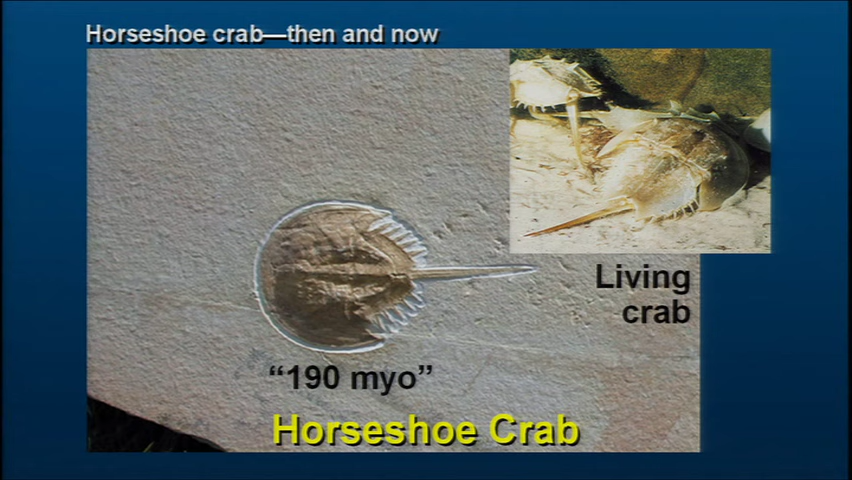 Horseshoe crab—then and now
Living
crab
“190 myo”
Horseshoe Crab